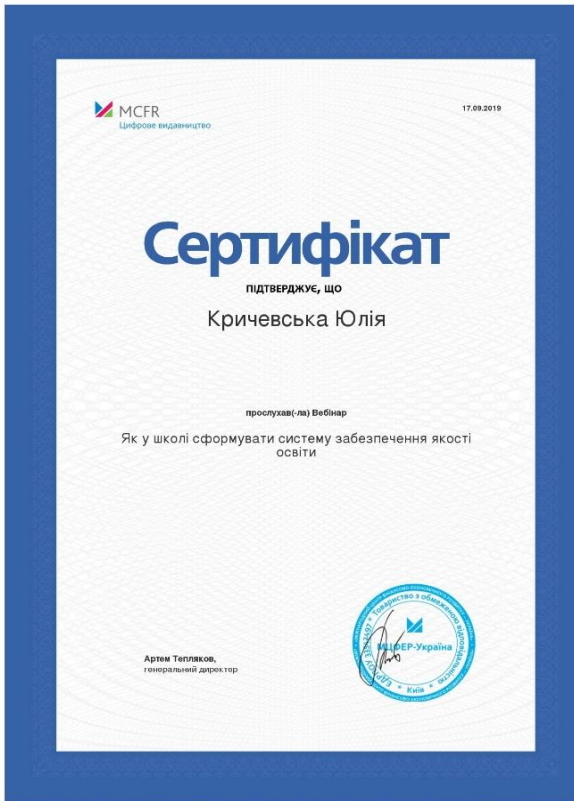 MCFR
Цифрове видавництво
17.09.2019
Сертифікат
ПІДТВЕРДЖУЄ, ЩО
Кричевська Юлія
прослухав(-ла) Вебінар
Як у школі сформувати систему забезпечення якості
освіти
Артем Тепляков,
генеральний директор
Товариство з обмеженою відповідальністю
МЦФЕР-Україна
Київ
ЄДРПОУ